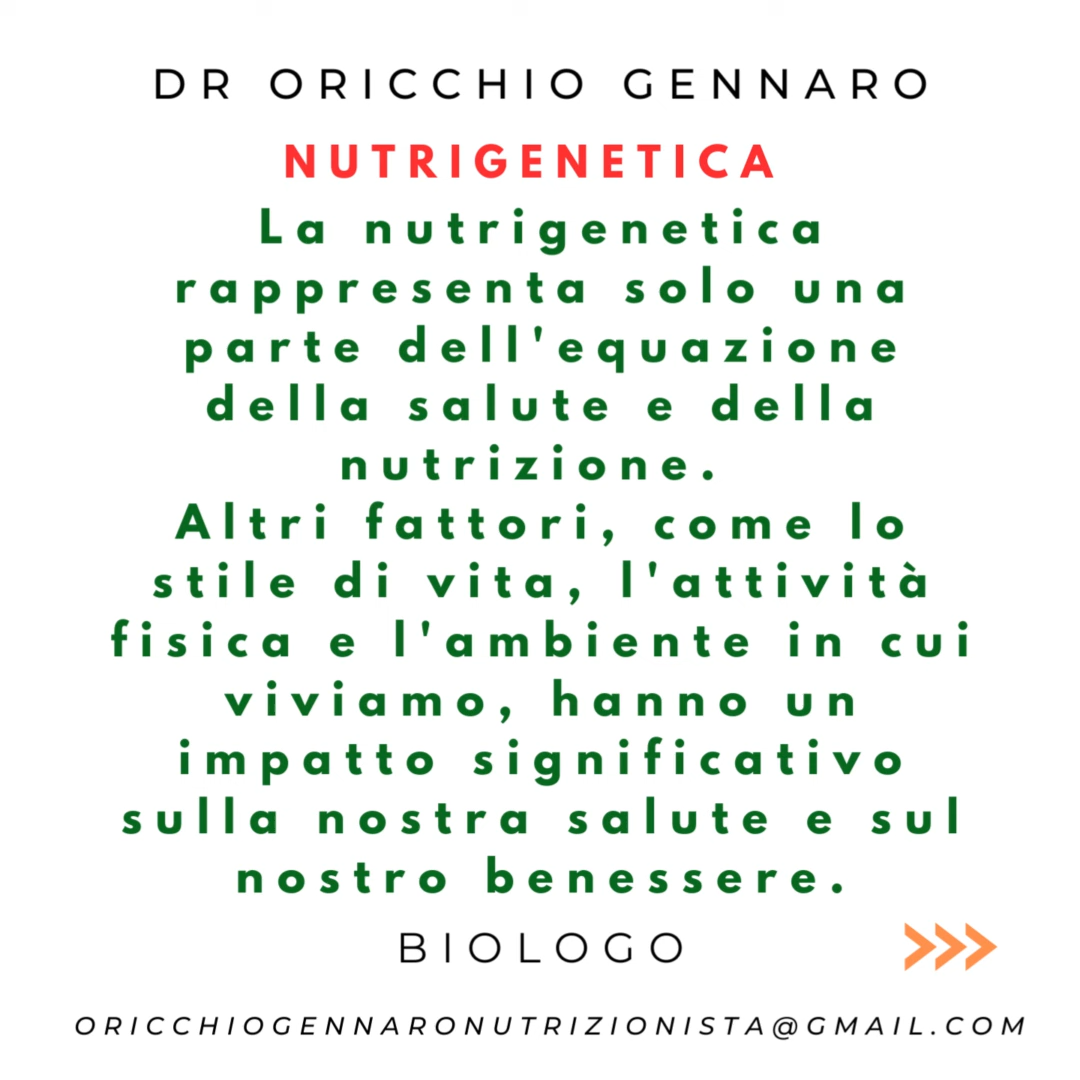 DR ORICCHIO GENNARO
NUTRIGENETICA
La nutrigenetica
rappresenta solo una
parte dell'equazione
della salute e della
nutrizione.
Altri fattori, come lo
stile di vita, l'attività
fisica e l'ambiente in cui
viviamo, hanno un
impatto significativo
sulla nostra salute e sul
nostro benessere.
BIOLOGO
ORICCHIOGENNARONUTRIZIONISTA@GMAIL.COM